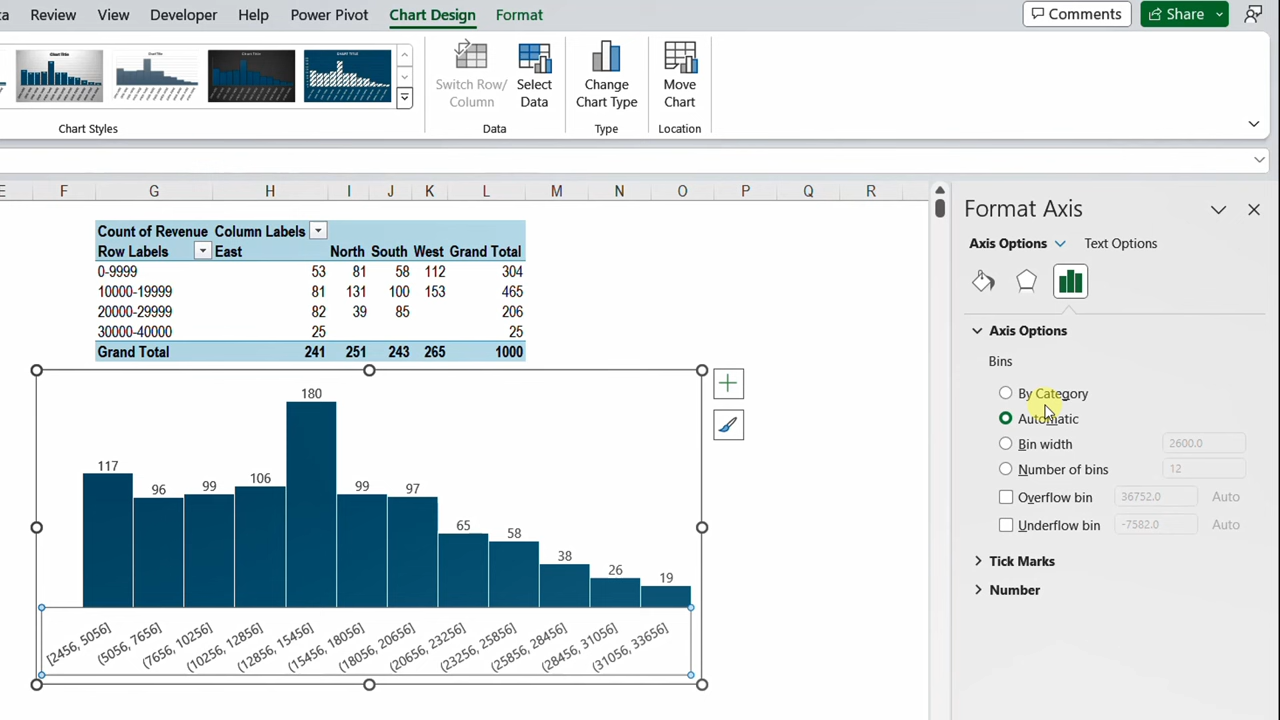 Review View Developer Help Power Pivot Chart Design Format Comments Share
Switch Row/ Column
Select Data
Change Chart Type
Move Chart
Chart Styles Data Type Location
F G H I J K L M N O P Q R
Count of Revenue Column Labels
Row Labels East North South West Grand Total
0-9999 53 81 58 112 304
10000-19999 81 131 100 153 465
20000-29999 82 39 85 206
30000-40000 25 25
Grand Total 241 251 243 265 1000
180
117
96
99
106
99
97
65
58
38
26
19
[2456, 5056]
(5056, 7656]
(7656, 10256]
(10256, 12856]
(12856, 15456]
(15456, 18056]
(18056, 20656]
(20656, 23256]
(23256, 25856]
(25856, 28456]
(28456, 31056]
(31056, 33656]
Format Axis
Axis Options Text Options
Axis Options
Bins
By Category
Automatic
Bin width 2600.0
Number of bins 12
Overflow bin 36752.0 Auto
Underflow bin -7582.0 Auto
Tick Marks
Number